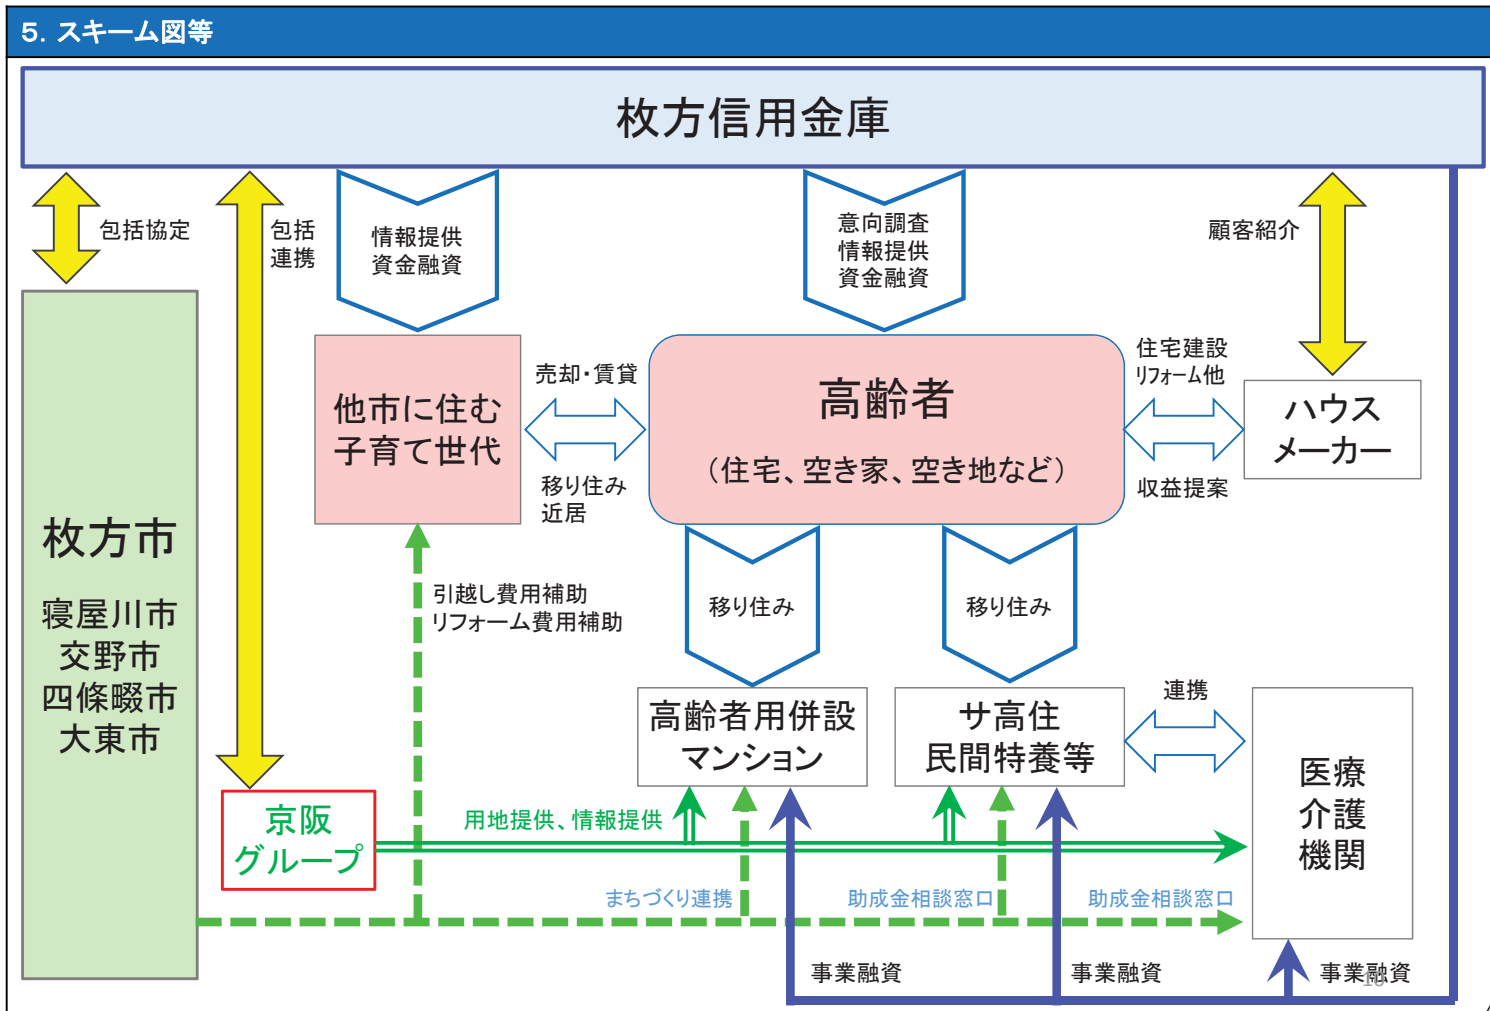 5. スキーム図等
枚方信用金庫
包括協定
包括
連携
情報提供
資金融資
意向調査
情報提供
資金融資
顧客紹介
他市に住む
子育て世代
売却・賃貸
移り住み
近居
高齢者
（住宅、空き家、空き地など）
住宅建設
リフォーム他
収益提案
ハウス
メーカー
枚方市
寝屋川市
交野市
四條畷市
大東市
引越し費用補助
リフォーム費用補助
移り住み
移り住み
高齢者用併設
マンション
サ高住
民間特養等
連携
医療
介護
機関
京阪
グループ
用地提供、情報提供
まちづくり連携
助成金相談窓口
助成金相談窓口
事業融資
事業融資
事業融資
10